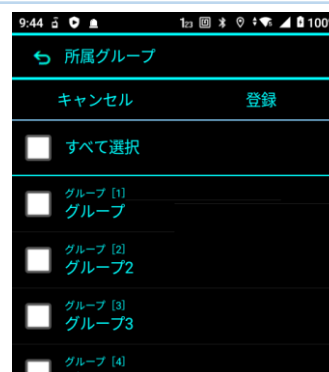 9:44
100%
所属グループ
キャンセル
登録
すべて選択
グループ [1]
グループ
グループ [2]
グループ2
グループ [3]
グループ3
グループ [4]